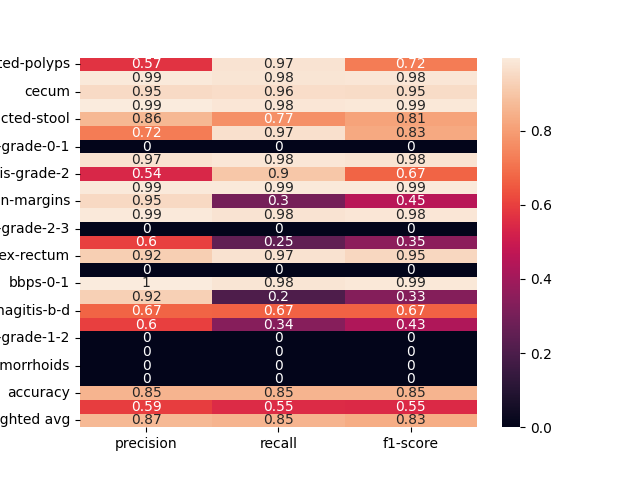 ted-polyps 0.57 0.97 0.72
0.99 0.98 0.98
cecum 0.95 0.96 0.95
0.99 0.98 0.99
cted-stool 0.86 0.77 0.81
0.72 0.97 0.83
-grade-0-1 0 0 0
0.97 0.98 0.98
is-grade-2 0.54 0.9 0.67
0.99 0.99 0.99
n-margins 0.95 0.3 0.45
0.99 0.98 0.98
-grade-2-3 0 0 0
0.6 0.25 0.35
ex-rectum 0.92 0.97 0.95
0 0 0
bbps-0-1 1 0.98 0.99
0.92 0.2 0.33
nagitis-b-d 0.67 0.67 0.67
0.6 0.34 0.43
-grade-1-2 0 0 0
0 0 0
morrhoids 0 0 0
0 0 0
accuracy 0.85 0.85 0.85
0.59 0.55 0.55
ghted avg 0.87 0.85 0.83
precision recall f1-score
0.8
0.6
0.4
0.2
0.0